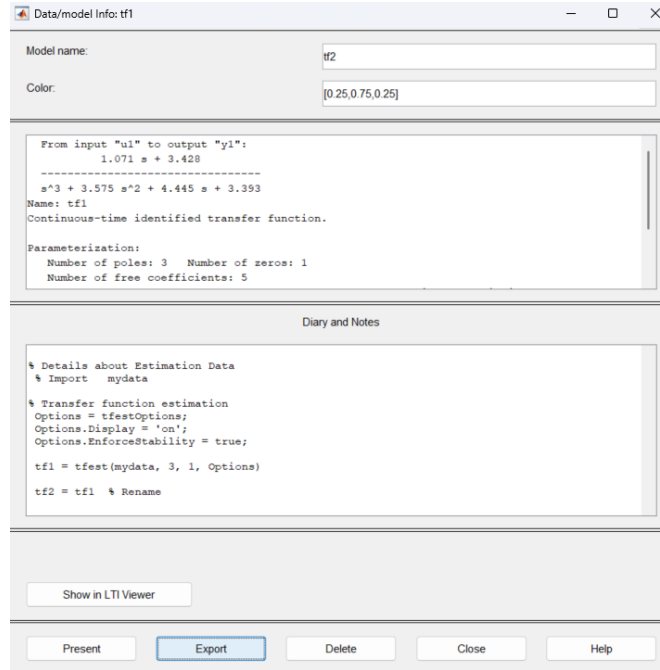 Data/model Info: tf1
Model name:
tf2
Color:
[0.25,0.75,0.25]
From input "u1" to output "y1":
1.071 s + 3.428
---------------------------------
s^3 + 3.575 s^2 + 4.445 s + 3.393
Name: tf1
Continuous-time identified transfer function.
Parameterization:
Number of poles: 3   Number of zeros: 1
Number of free coefficients: 5
Diary and Notes
% Details about Estimation Data
% Import   mydata
% Transfer function estimation
Options = tfestOptions;
Options.Display = 'on';
Options.EnforceStability = true;
tf1 = tfest(mydata, 3, 1, Options)
tf2 = tf1  % Rename
Show in LTI Viewer
Present
Export
Delete
Close
Help